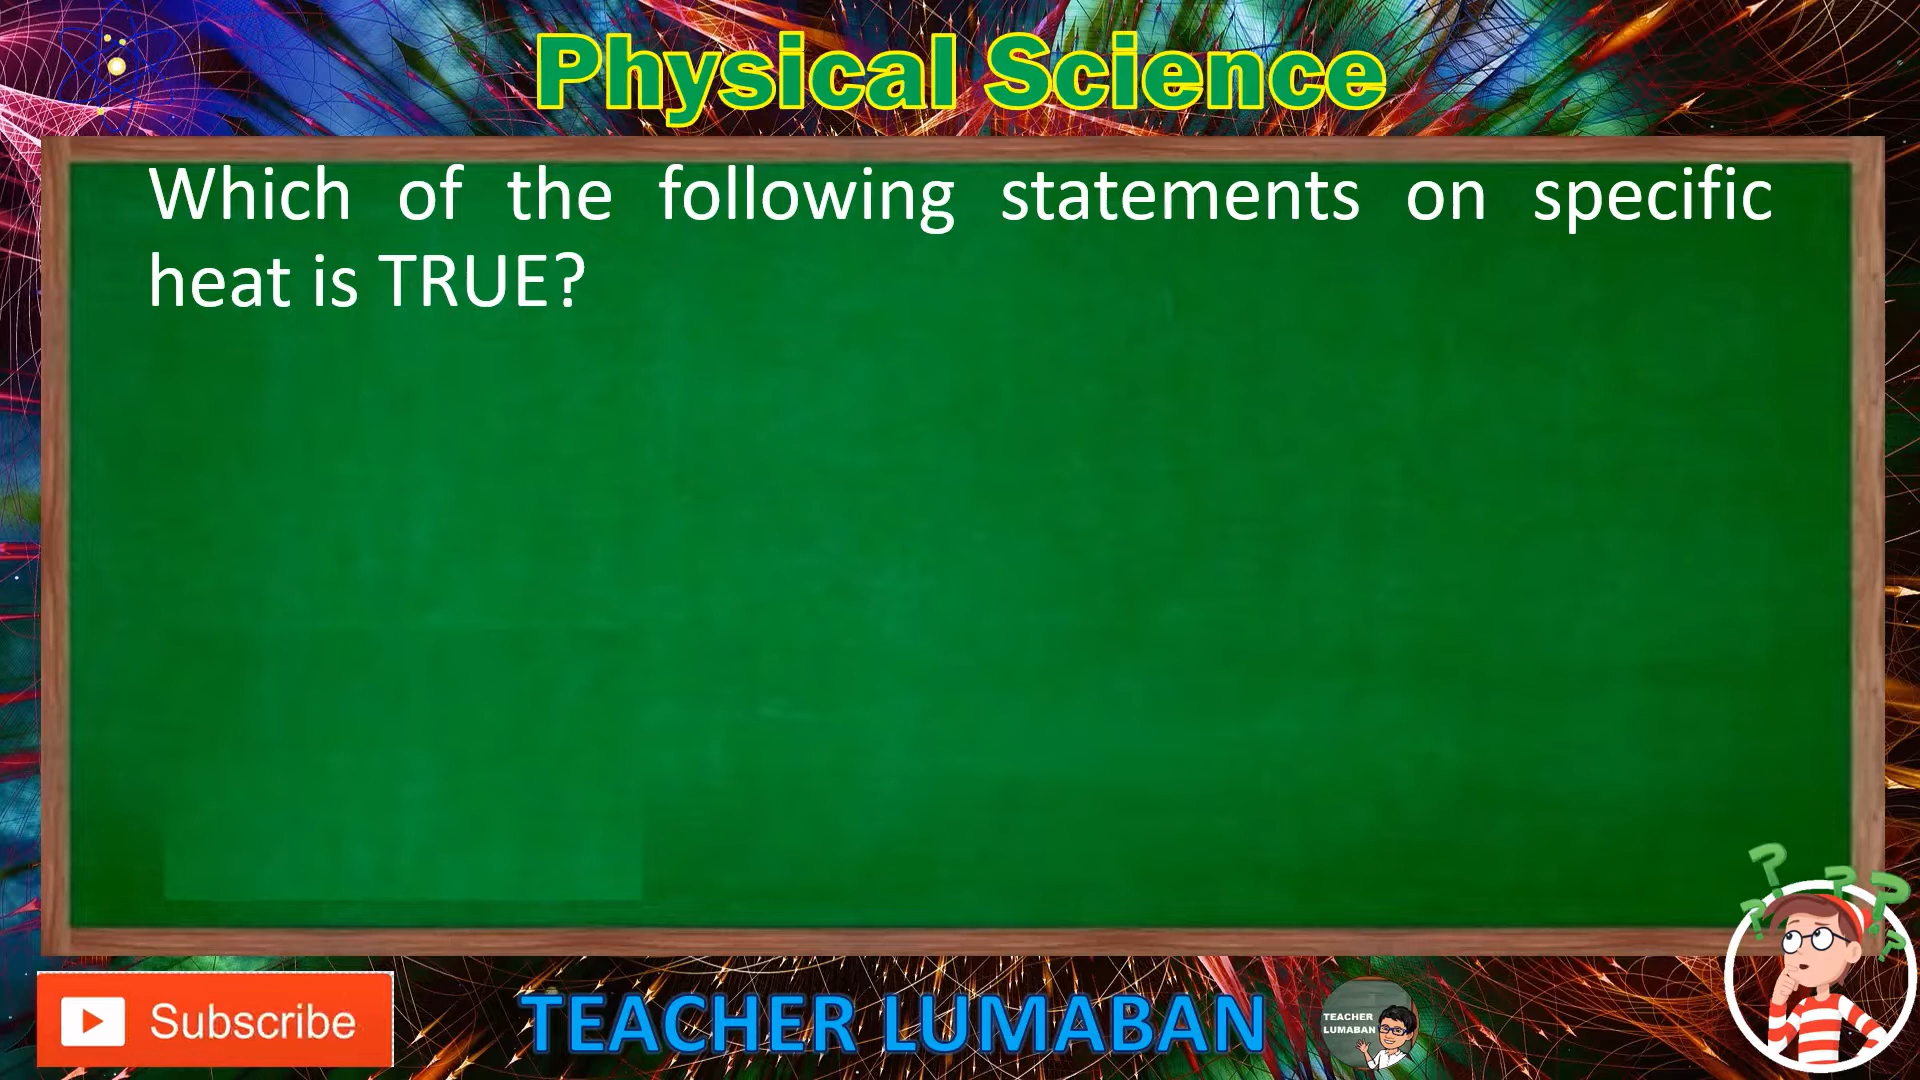 Physical Science
Which of the following statements on specific
heat is TRUE?
Subscribe
TEACHER LUMABAN
TEACHER
LUMABAN